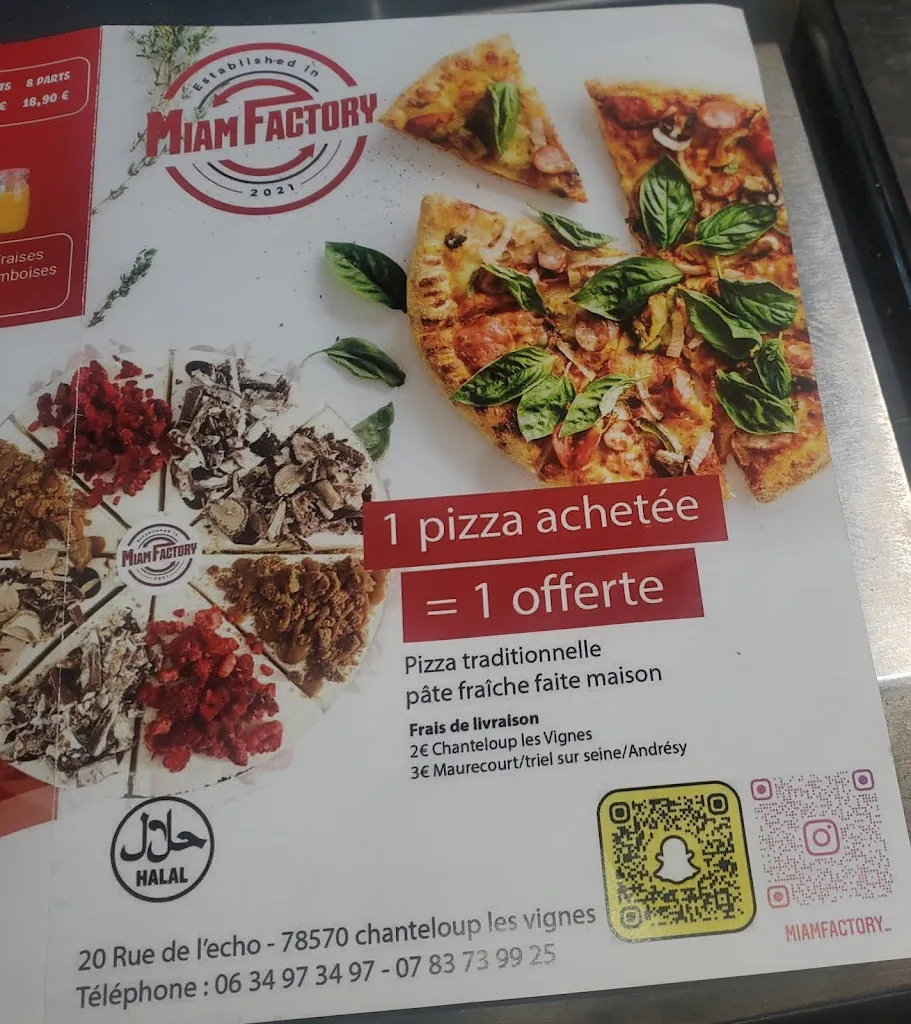 8 PARTS
€ 18,90 €
Established in
MIAM FACTORY
2021
MIAM FACTORY
1 pizza achetée
= 1 offerte
Pizza traditionnelle
pâte fraîche faite maison
Frais de livraison
2€ Chanteloup les Vignes
3€ Maurecourt/triel sur seine/Andrésy
حلال
HALAL
MIAMFACTORY_
20 Rue de l'echo - 78570 chanteloup les vignes
Téléphone : 06 34 97 34 97 - 07 83 73 99 25